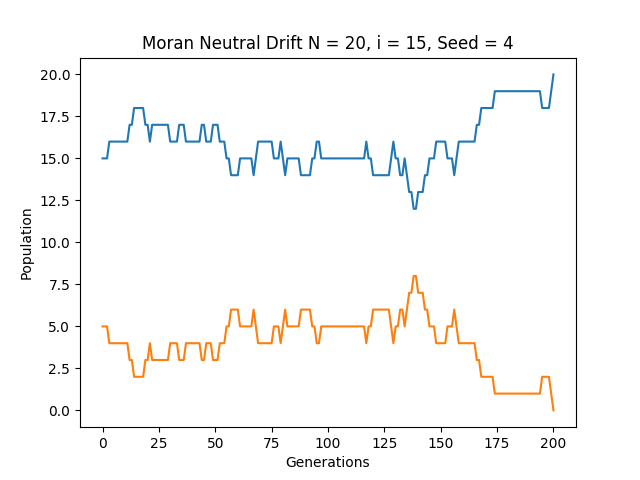 Moran Neutral Drift N = 20, i = 15, Seed = 4
20.0
17.5
15.0
12.5
10.0
7.5
5.0
2.5
0.0
Population
0 25 50 75 100 125 150 175 200
Generations